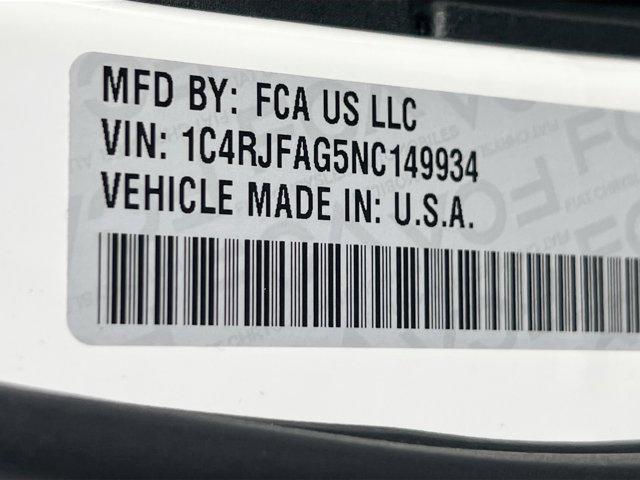 MFD BY: FCA US LLC
VIN: 1C4RJFAG5NC149934
VEHICLE MADE IN: U.S.A.